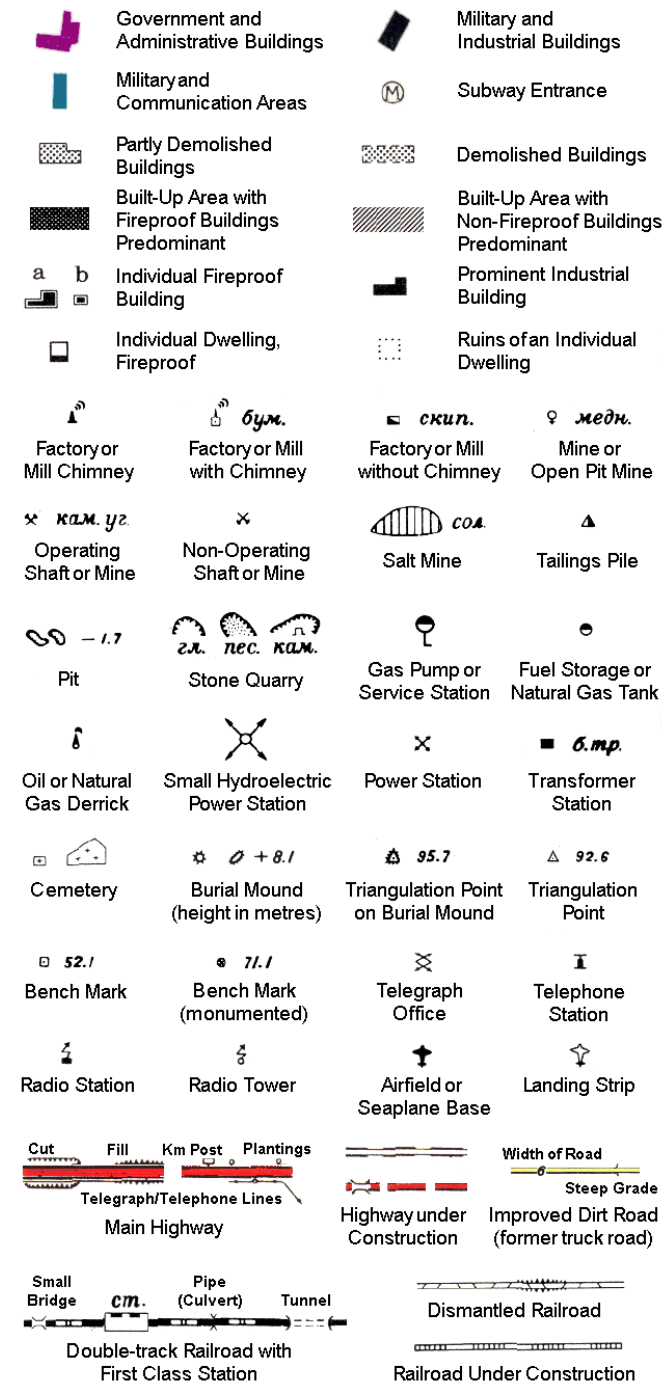 Government and
Administrative Buildings
Military and
Industrial Buildings
Military and
Communication Areas
M
Subway Entrance
Partly Demolished
Buildings
Demolished Buildings
Built-Up Area with
Fireproof Buildings
Predominant
Built-Up Area with
Non-Fireproof Buildings
Predominant
a b
Individual Fireproof
Building
Prominent Industrial
Building
Individual Dwelling,
Fireproof
Ruins of an Individual
Dwelling
бум. скип. медн.
Factory or
Mill Chimney
Factory or Mill
with Chimney
Factory or Mill
without Chimney
Mine or
Open Pit Mine
кам. уг. сол.
Operating
Shaft or Mine
Non-Operating
Shaft or Mine
Salt Mine
Tailings Pile
–1.7 гл. пес. кам.
Pit
Stone Quarry
Gas Pump or
Service Station
Fuel Storage or
Natural Gas Tank
б.тр.
Oil or Natural
Gas Derrick
Small Hydroelectric
Power Station
Power Station
Transformer
Station
+8.1 95.7 92.6
Cemetery
Burial Mound
(height in metres)
Triangulation Point
on Burial Mound
Triangulation
Point
52.1 71.1
Bench Mark
Bench Mark
(monumented)
Telegraph
Office
Telephone
Station
Radio Station
Radio Tower
Airfield or
Seaplane Base
Landing Strip
Cut Fill Km Post Plantings
Telegraph/Telephone Lines
Main Highway
Highway under
Construction
Width of Road
6
Steep Grade
Improved Dirt Road
(former truck road)
Small
Bridge
ст.
Pipe
(Culvert)
Tunnel
Double-track Railroad with
First Class Station
Dismantled Railroad
Railroad Under Construction